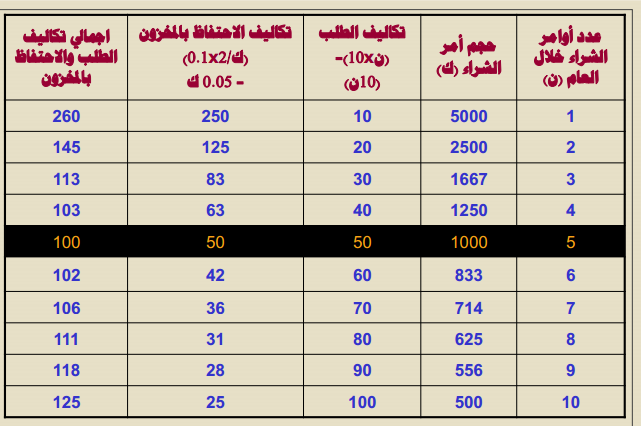 عدد أوامر الشراء خلال العام (ن) | حجم أمر الشراء (ك) | تكاليف الطلب (ن×10)= (10ن) | تكاليف الاحتفاظ بالمخزون (ك/2×0.1) = 0.05 ك | اجمالي تكاليف الطلب والاحتفاظ بالمخزون
1 | 5000 | 10 | 250 | 260
2 | 2500 | 20 | 125 | 145
3 | 1667 | 30 | 83 | 113
4 | 1250 | 40 | 63 | 103
5 | 1000 | 50 | 50 | 100
6 | 833 | 60 | 42 | 102
7 | 714 | 70 | 36 | 106
8 | 625 | 80 | 31 | 111
9 | 556 | 90 | 28 | 118
10 | 500 | 100 | 25 | 125